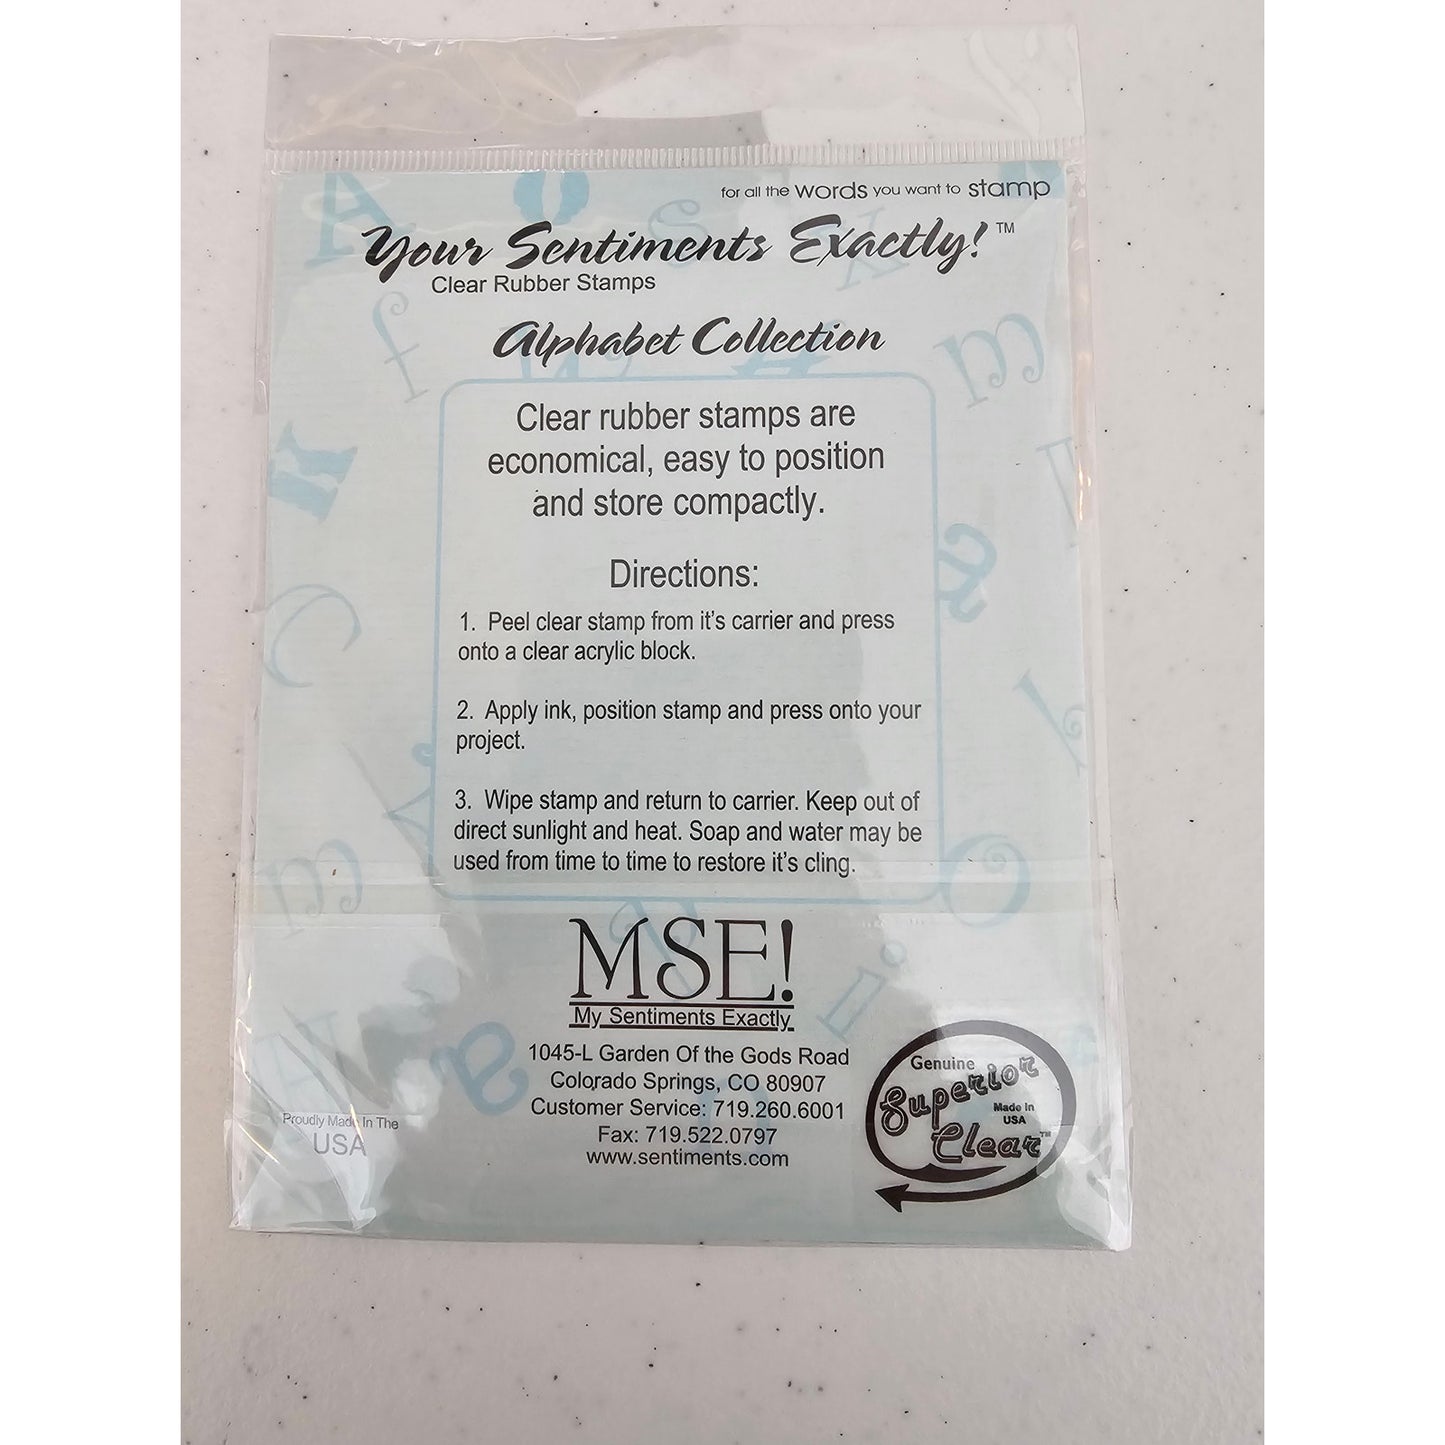 for all the words you want to stamp
Your Sentiments Exactly! ™
Clear Rubber Stamps
Alphabet Collection
Clear rubber stamps are
economical, easy to position
and store compactly.
Directions:
1. Peel clear stamp from it's carrier and press
onto a clear acrylic block.
2. Apply ink, position stamp and press onto your
project.
3. Wipe stamp and return to carrier. Keep out of
direct sunlight and heat. Soap and water may be
used from time to time to restore it's cling.
MSE!
My Sentiments Exactly
1045-L Garden Of the Gods Road
Colorado Springs, CO 80907
Customer Service: 719.260.6001
Fax: 719.522.0797
www.sentiments.com
Proudly Made In The
USA
Genuine
Superior
Made In
USA
Clear™